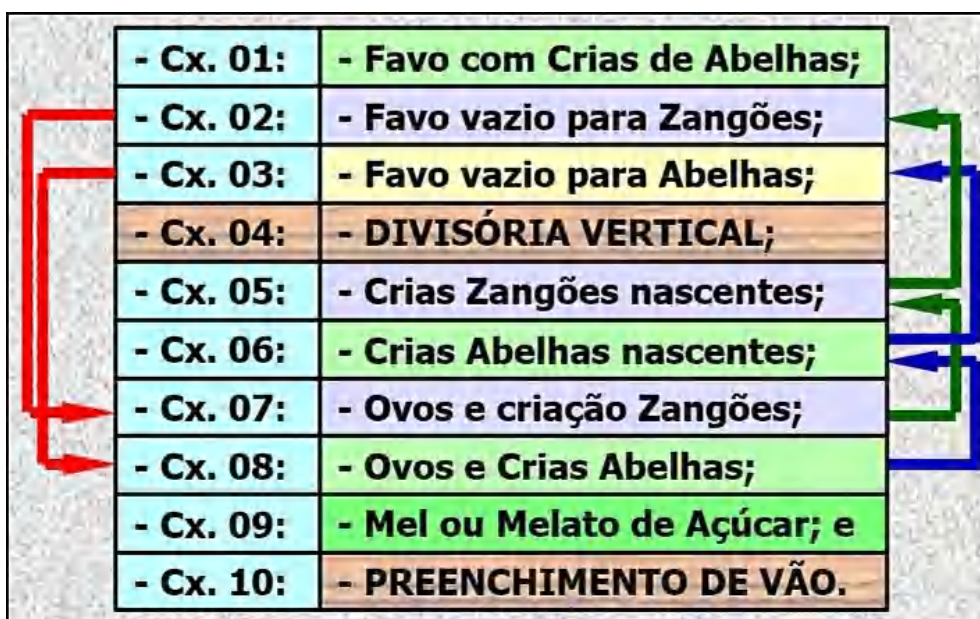 - Cx. 01: - Favo com Crias de Abelhas;
- Cx. 02: - Favo vazio para Zangões;
- Cx. 03: - Favo vazio para Abelhas;
- Cx. 04: - DIVISÓRIA VERTICAL;
- Cx. 05: - Crias Zangões nascentes;
- Cx. 06: - Crias Abelhas nascentes;
- Cx. 07: - Ovos e criação Zangões;
- Cx. 08: - Ovos e Crias Abelhas;
- Cx. 09: - Mel ou Melato de Açúcar; e
- Cx. 10: - PREENCHIMENTO DE VÃO.